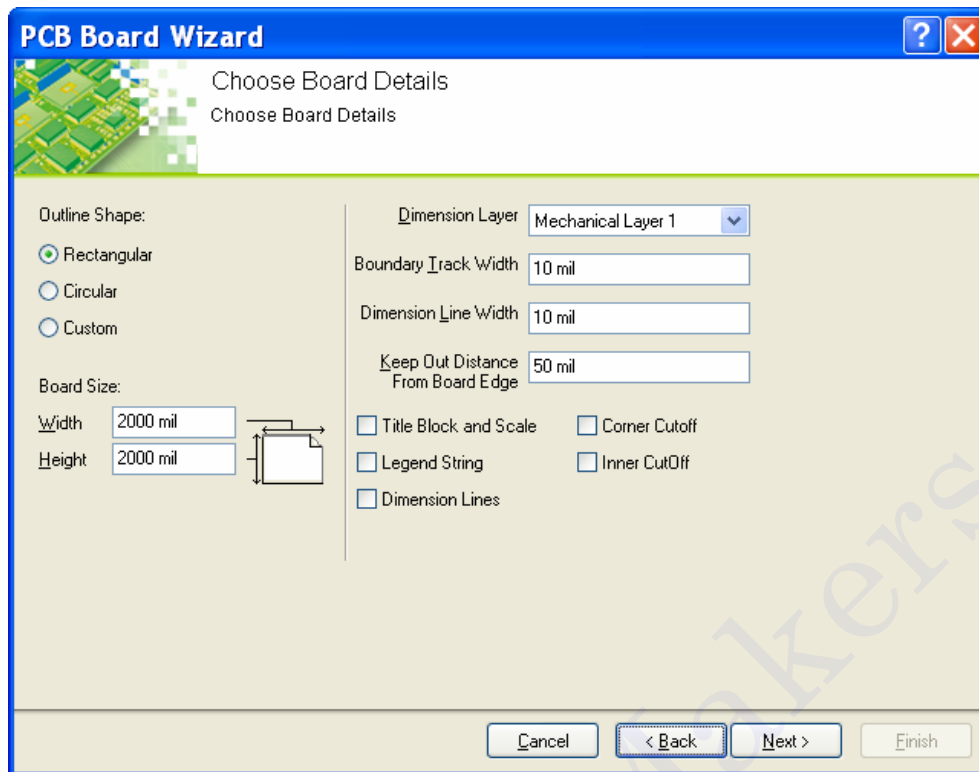 PCB Board Wizard
Choose Board Details
Choose Board Details
Outline Shape:
Rectangular
Circular
Custom
Board Size:
Width 2000 mil
Height 2000 mil
Dimension Layer Mechanical Layer 1
Boundary Track Width 10 mil
Dimension Line Width 10 mil
Keep Out Distance
From Board Edge 50 mil
Title Block and Scale Corner Cutoff
Legend String Inner CutOff
Dimension Lines
Cancel < Back Next > Finish
Makers